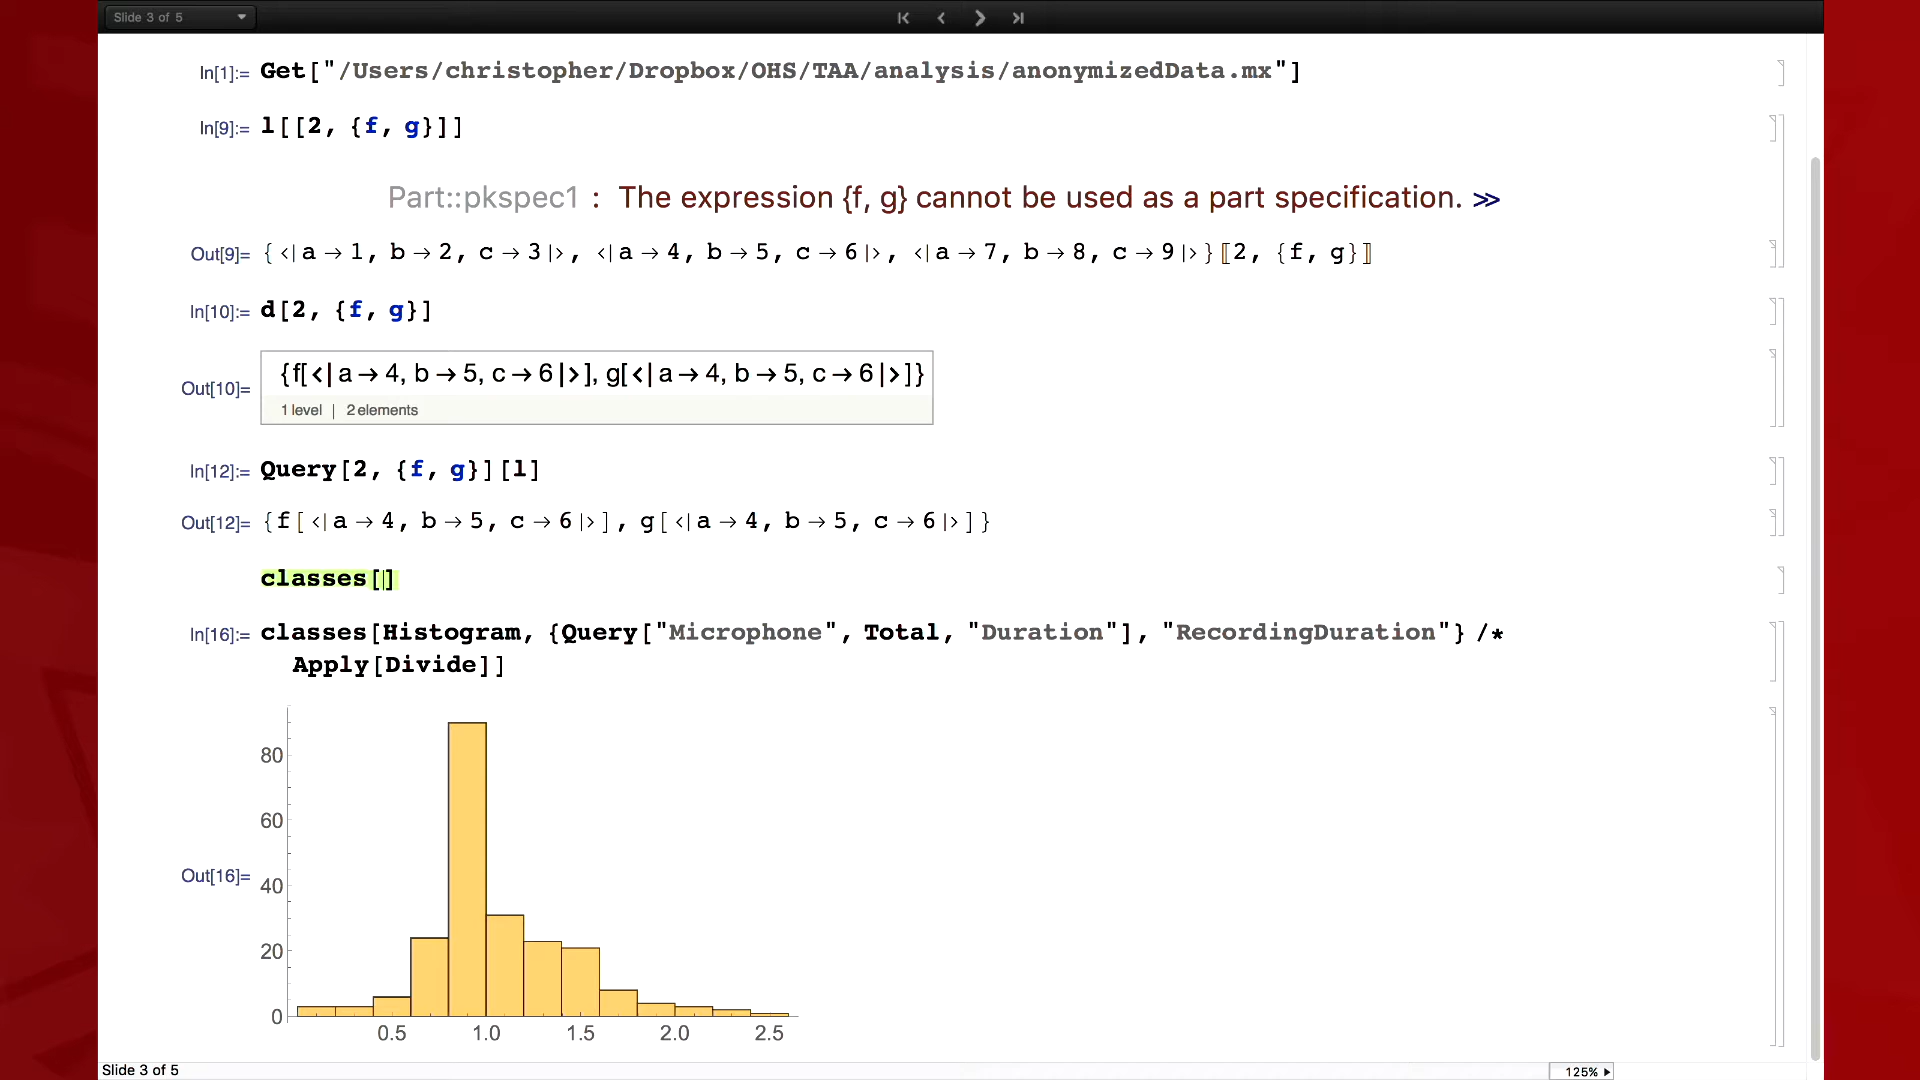 Slide 3 of 5
In[1]:= Get["/Users/christopher/Dropbox/OHS/TAA/analysis/anonymizedData.mx"]
In[9]:= l[[2, {f, g}]]
Part::pkspec1 : The expression {f, g} cannot be used as a part specification. ≫
Out[9]= {<|a → 1, b → 2, c → 3|>, <|a → 4, b → 5, c → 6|>, <|a → 7, b → 8, c → 9|>}〚2, {f, g}〛
In[10]:= d[2, {f, g}]
Out[10]= {f[<|a → 4, b → 5, c → 6|>], g[<|a → 4, b → 5, c → 6|>]}
1 level | 2 elements
In[12]:= Query[2, {f, g}][l]
Out[12]= {f[<|a → 4, b → 5, c → 6|>], g[<|a → 4, b → 5, c → 6|>]}
classes[]
In[16]:= classes[Histogram, {Query["Microphone", Total, "Duration"], "RecordingDuration"} /*
Apply[Divide]]
80
60
Out[16]= 40
20
0
0.5 1.0 1.5 2.0 2.5
Slide 3 of 5
125%